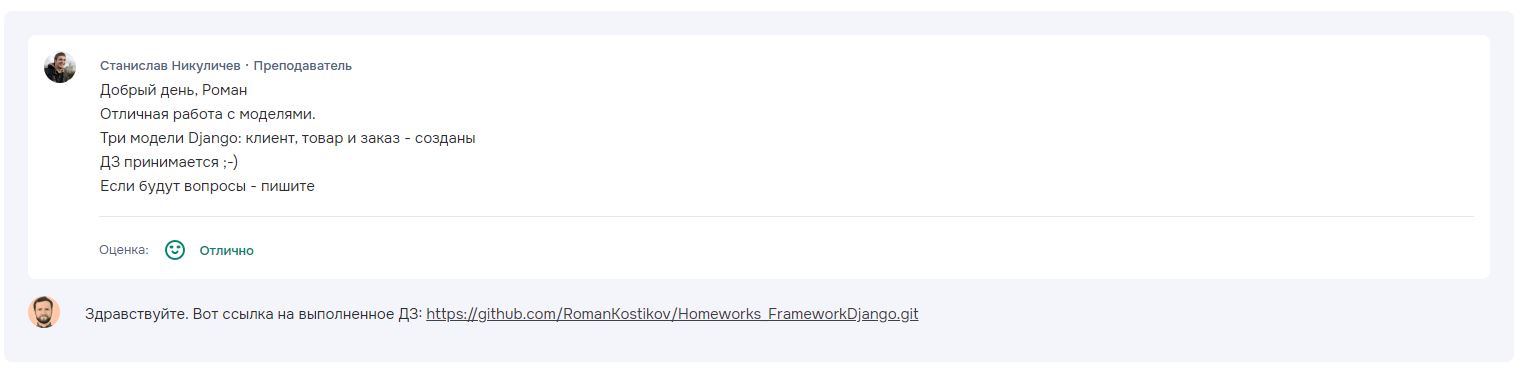 Станислав Никуличев · Преподаватель
Добрый день, Роман
Отличная работа с моделями.
Три модели Django: клиент, товар и заказ - созданы
ДЗ принимается ;-)
Если будут вопросы - пишите
Оценка: Отлично
Здравствуйте. Вот ссылка на выполненное ДЗ: https://github.com/RomanKostikov/Homeworks_FrameworkDjango.git